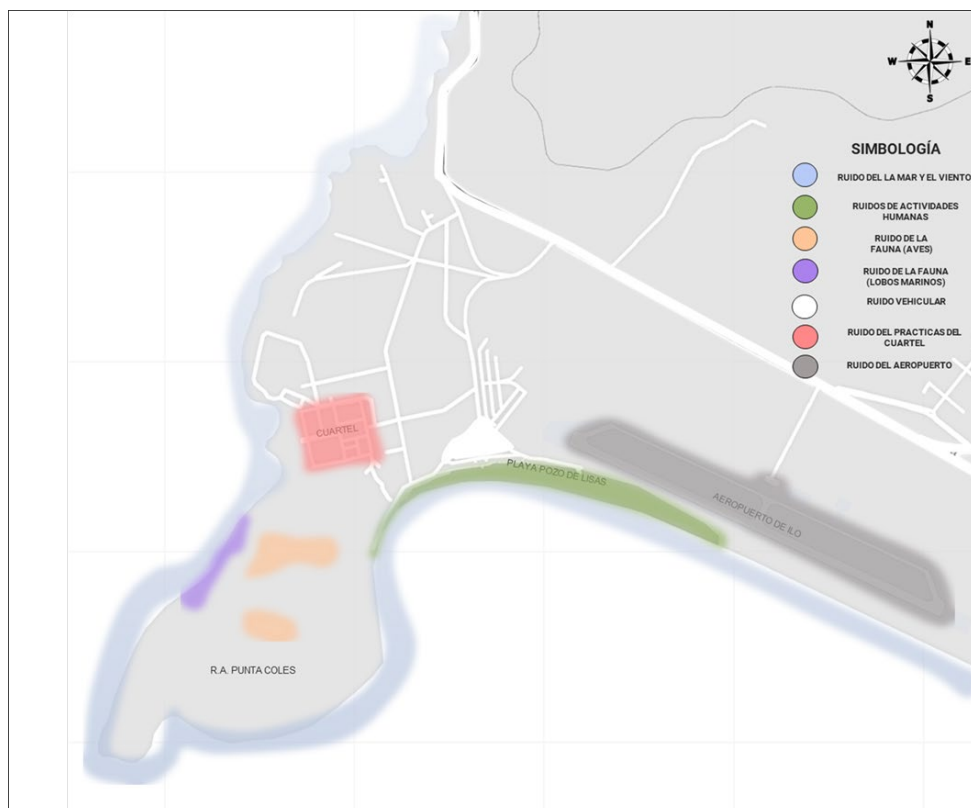 N
W
E
S
SIMBOLOGÍA
RUIDO DEL LA MAR Y EL VIENTO
RUIDOS DE ACTIVIDADES
HUMANAS
RUIDO DE LA
FAUNA (AVES)
RUIDO DE LA FAUNA
(LOBOS MARINOS)
RUIDO VEHICULAR
RUIDO DEL PRACTICAS DEL
CUARTEL
RUIDO DEL AEROPUERTO
CUARTEL
PLAYA POZO DE LISAS
AEROPUERTO DE ILO
R.A. PUNTA COLES